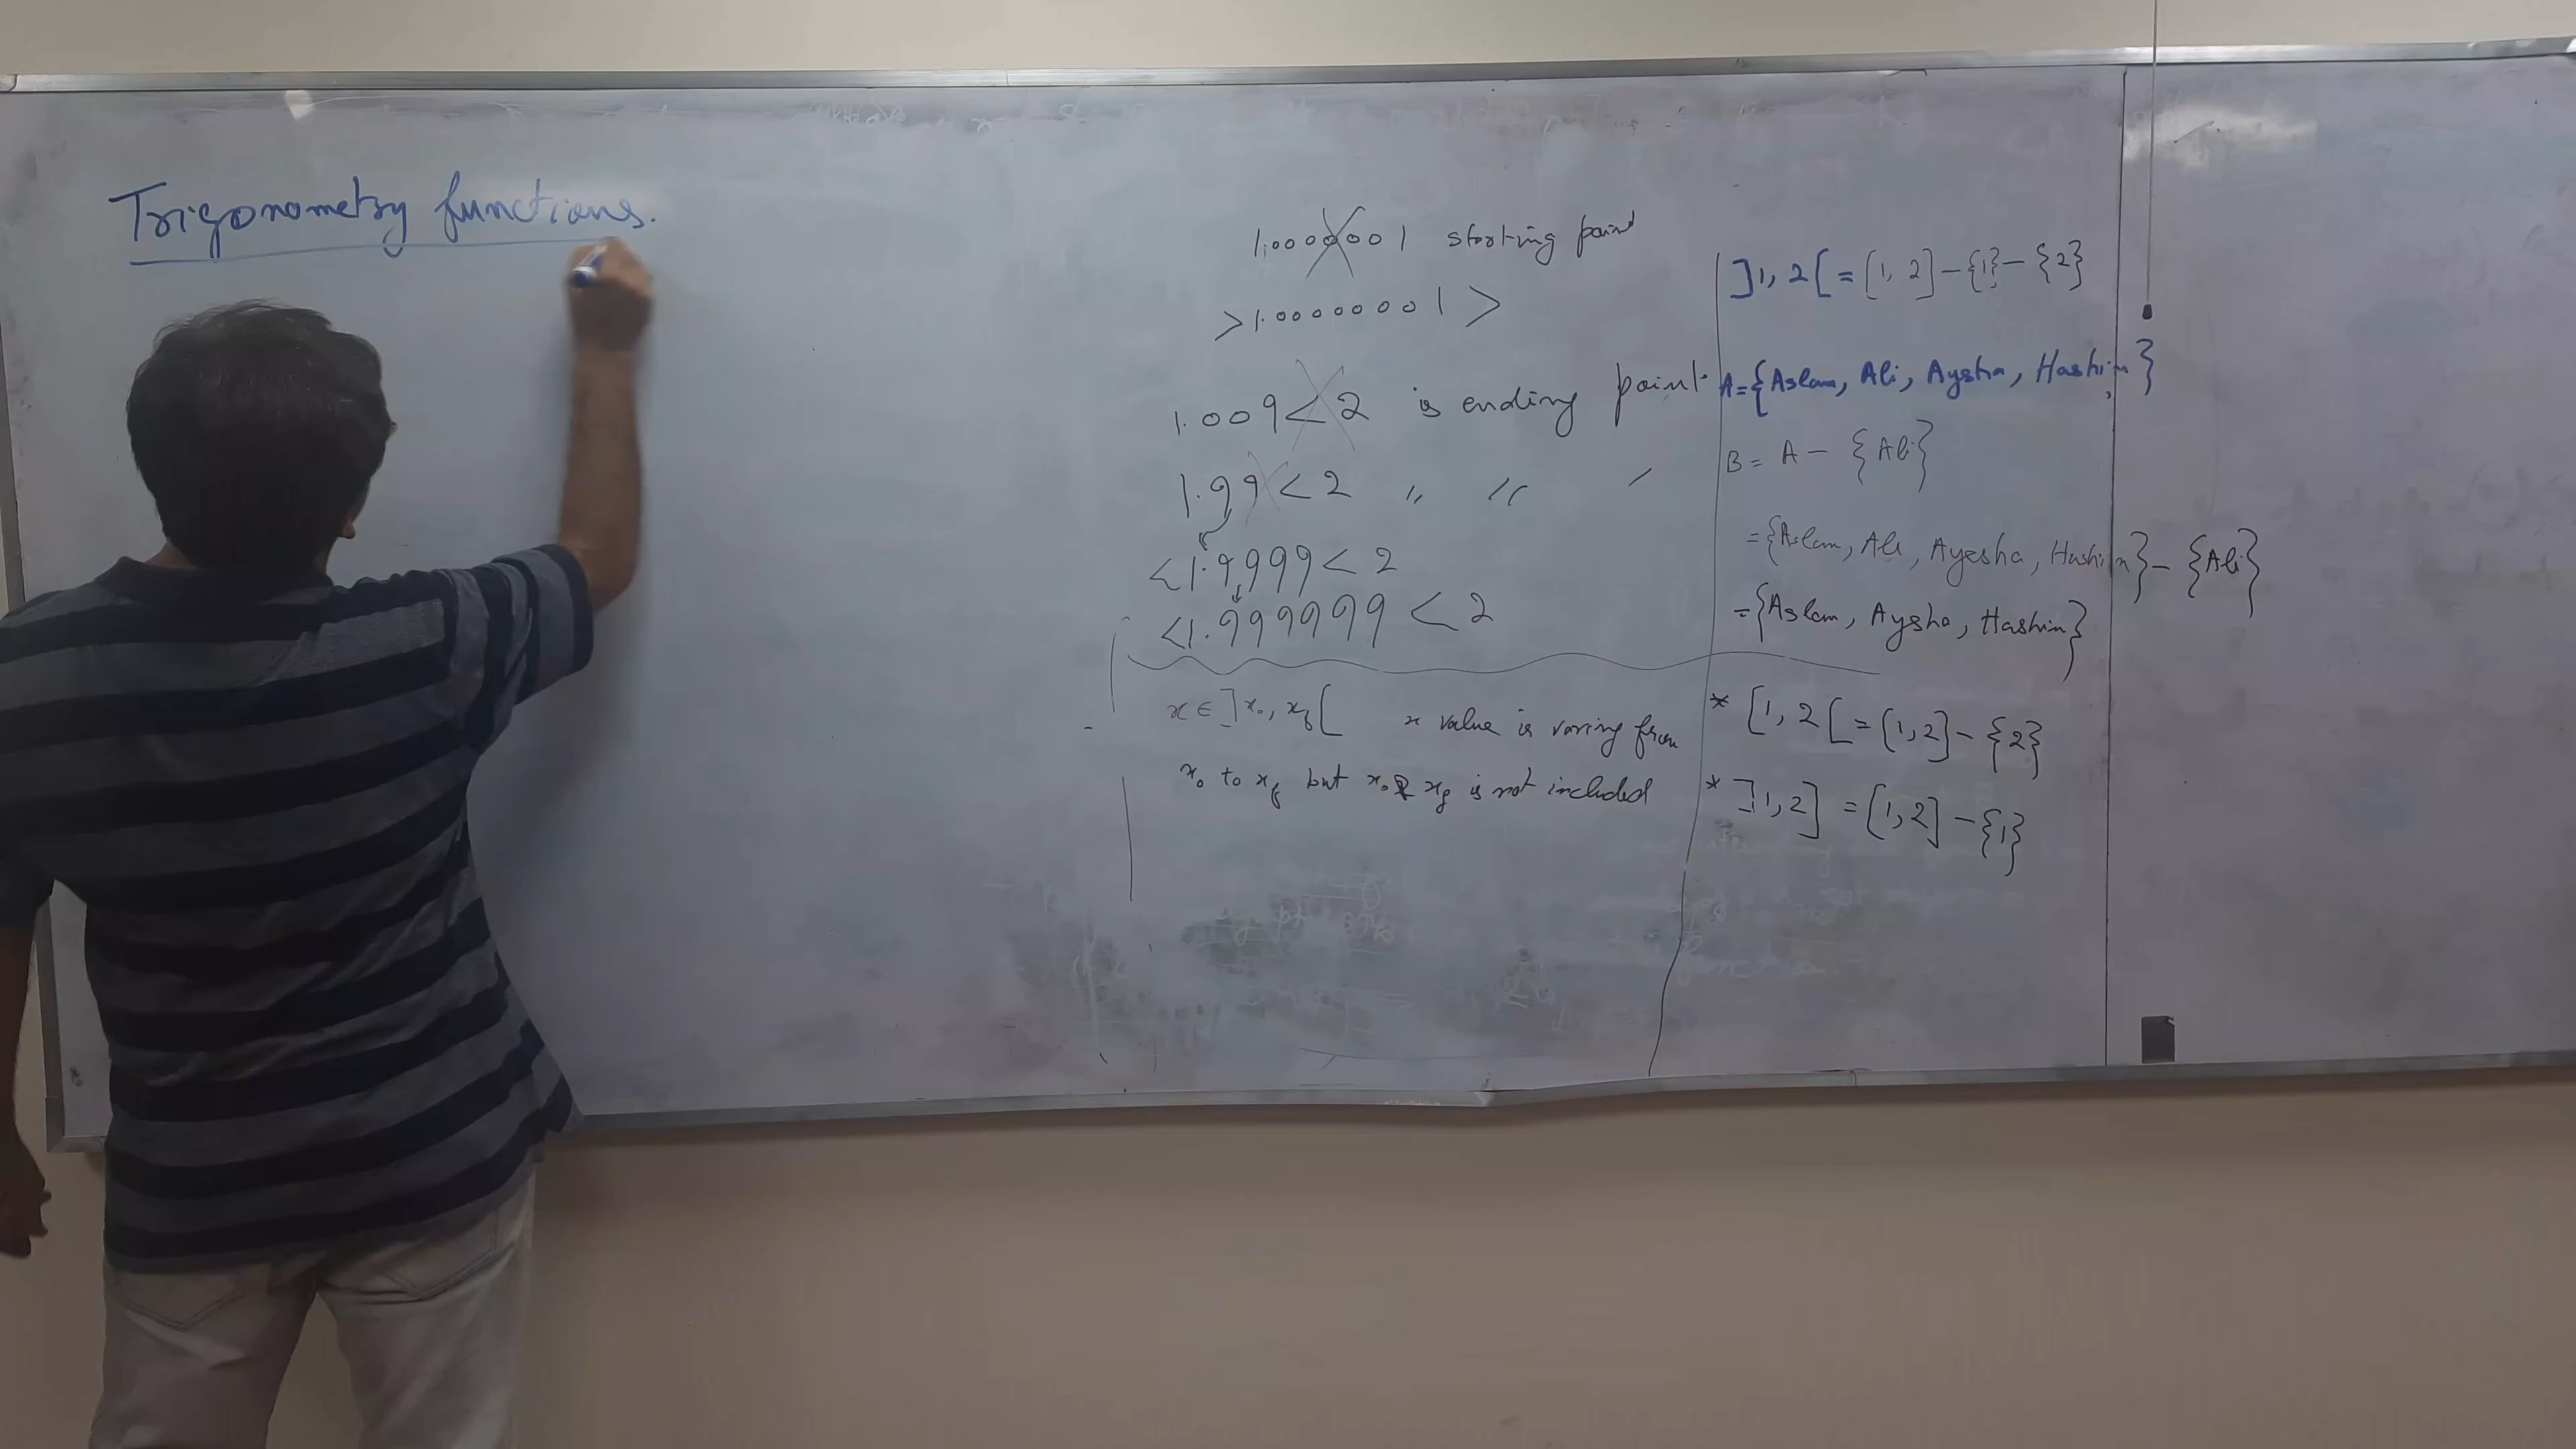 Trigonometry functions.
1.0000001 starting point
>1.00000001 >
1.009 < 2 is ending point.
1.99 < 2 〃 〃 〃
<1.9999 < 2
<1.999999 < 2
x ∈ ]x₀, x_f[ x value is varing from
x₀ to x_f but x₀ & x_f is not included
]1, 2[ = [1, 2] - {1} - {2}
A = {Aslam, Ali, Aysha, Hashim}
B = A - {Ali}
= {Aslam, Ali, Ayesha, Hashim} - {Ali}
= {Aslam, Aysha, Hashim}
* [1, 2[ = [1, 2] - {2}
* ]1, 2] = [1, 2] - {1}